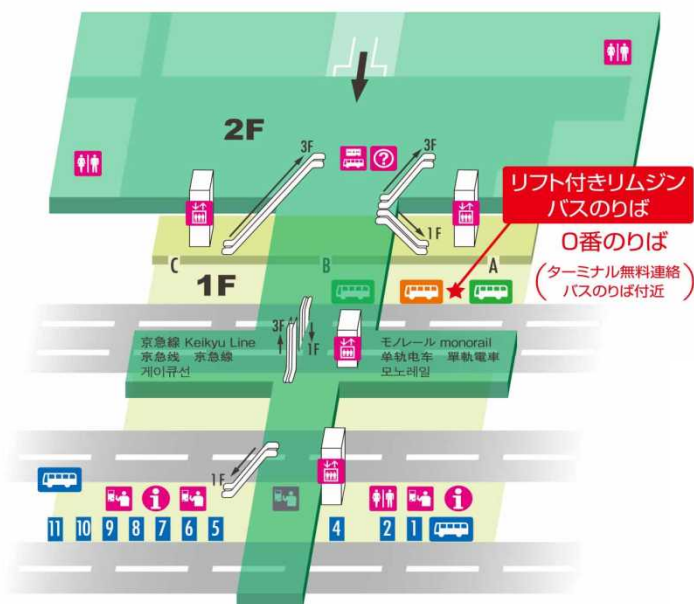 2F
3F
3F
1F
リフト付きリムジン
バスのりば
0番のりば
(ターミナル無料連絡
バスのりば付近)
C
B
A
1F
3F
1F
京急線 Keikyu Line
京急线 京急線
게이큐선
モノレール monorail
单轨电车 單軌電車
모노레일
1F
11
10
9
8
7
6
5
4
2
1